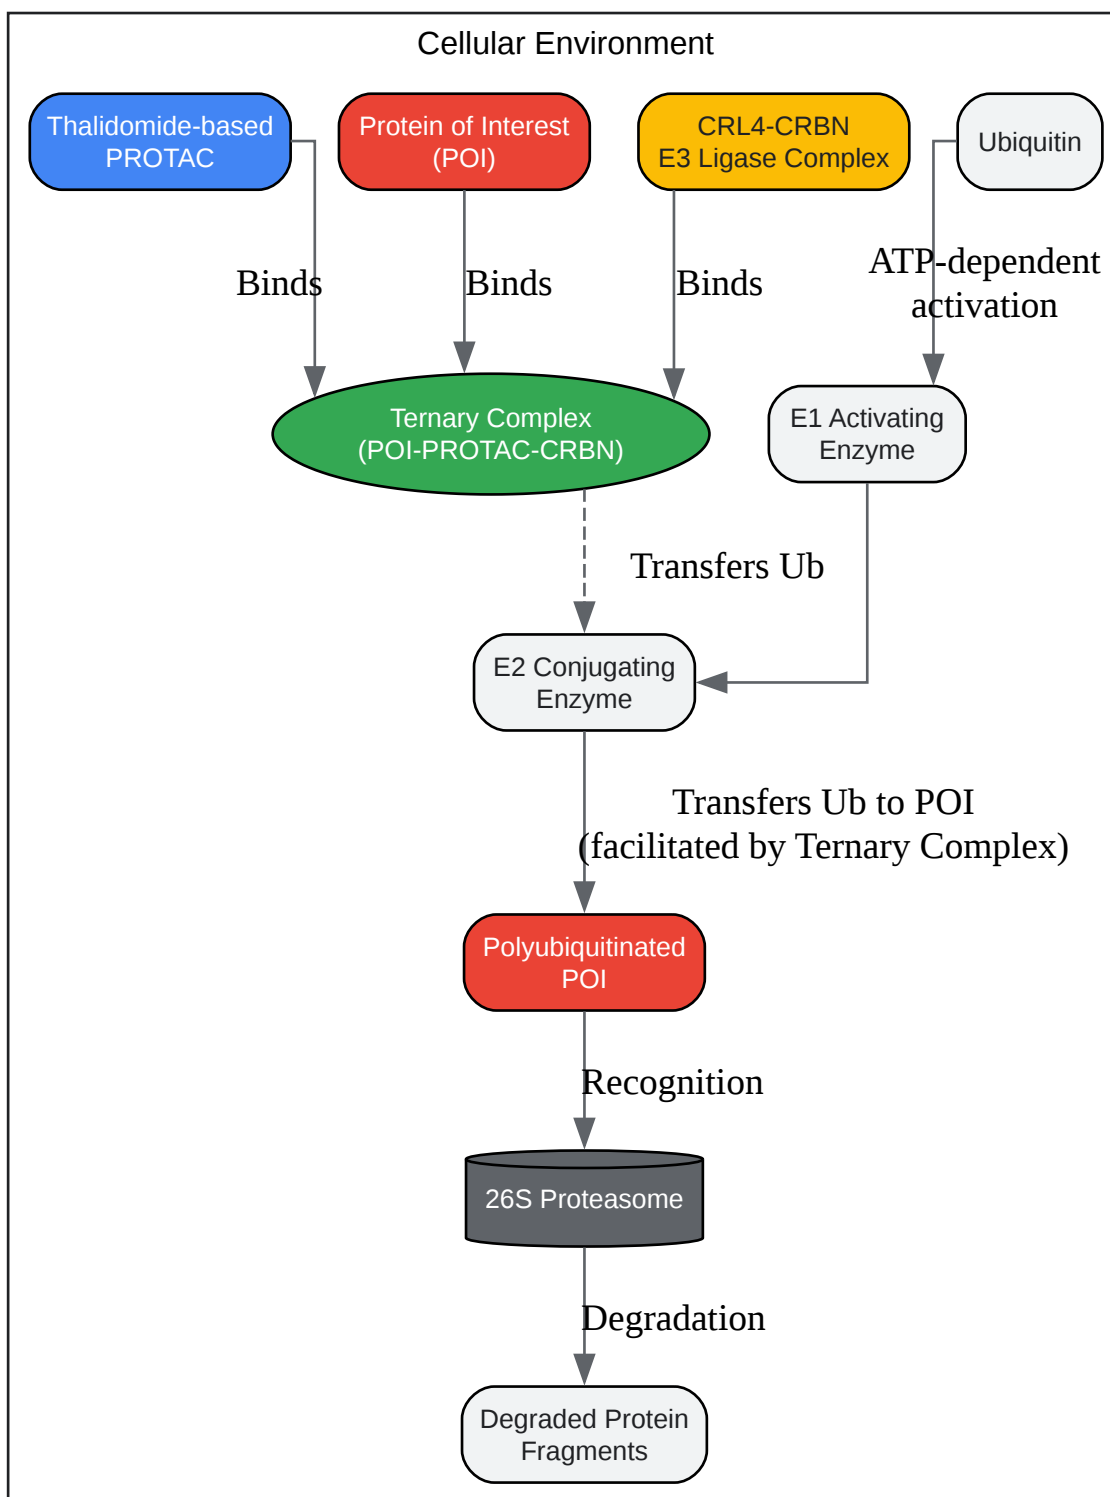 Cellular Environment
Thalidomide-based
PROTAC
Protein of Interest
(POI)
CRL4-CRBN
E3 Ligase Complex
Ubiquitin
Binds
Binds
Binds
ATP-dependent
activation
Ternary Complex
(POI-PROTAC-CRBN)
E1 Activating
Enzyme
Transfers Ub
E2 Conjugating
Enzyme
Transfers Ub to POI
(facilitated by Ternary Complex)
Polyubiquitinated
POI
Recognition
26S Proteasome
Degradation
Degraded Protein
Fragments